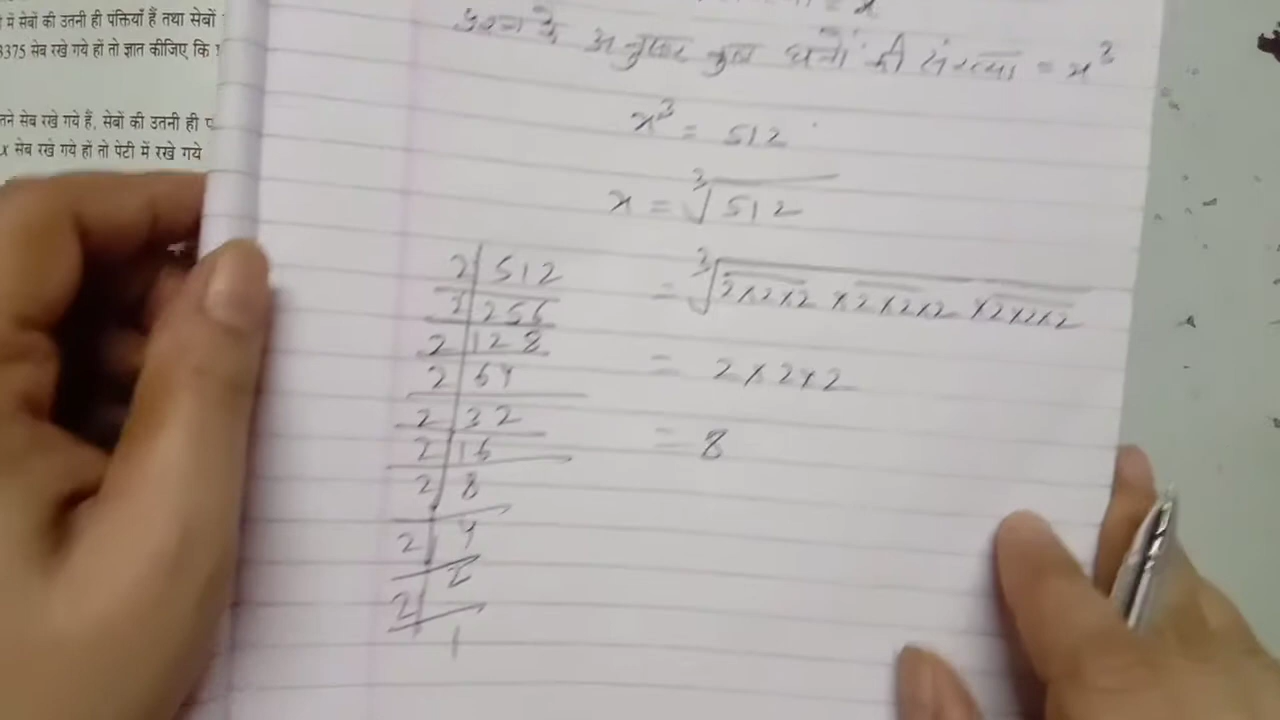 में सेबों की उतनी ही पंक्तियाँ हैं तथा सेबों
3375 सेब रखे गये हों तो ज्ञात कीजिए कि
तने सेब रखे गये हैं, सेबों की उतनी ही प
x सेब रखे गये हों तो पेटी में रखे गये
= x
प्रश्न के अनुसार कुल घनों की संख्या = x³
x³ = 512
x = ∛512
2 | 512
2 | 256
2 | 128
2 | 64
2 | 32
2 | 16
2 | 8
2 | 4
2 | 2
1
= ∛2×2×2 ×2×2×2 ×2×2×2
= 2×2×2
= 8